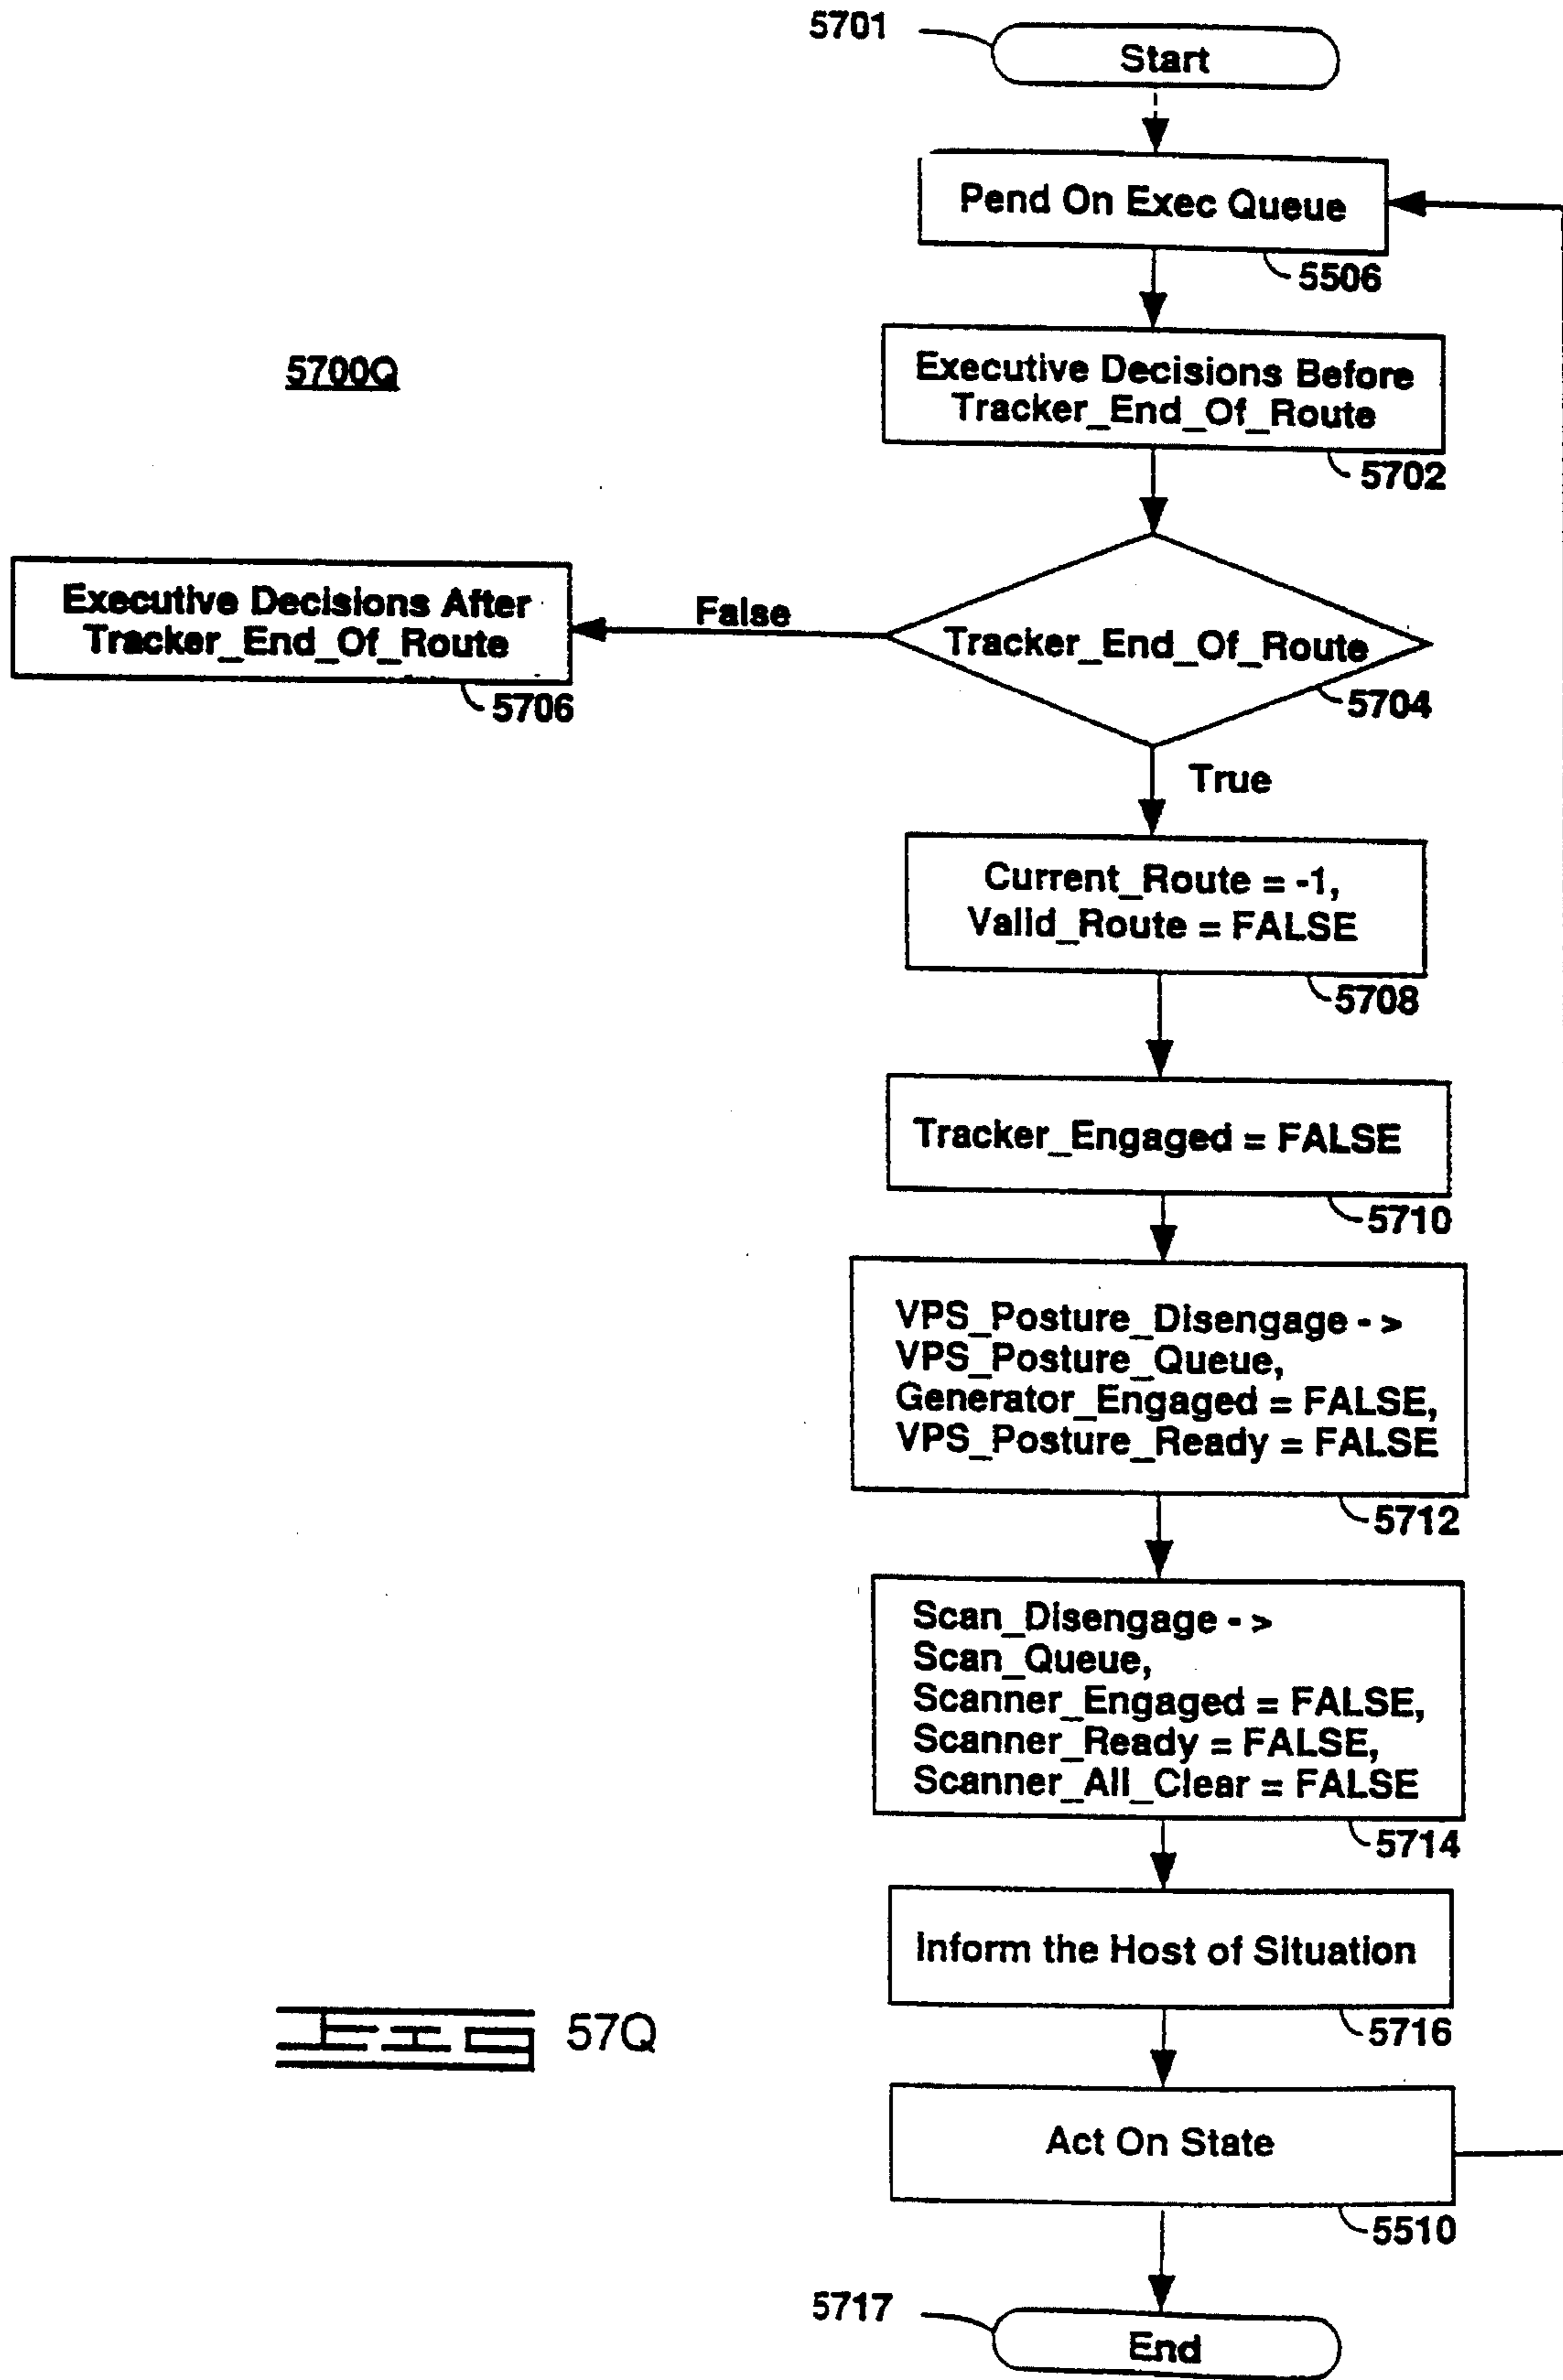 5701
Start
Pend On Exec Queue
5506
5700Q
Executive Decisions Before
Tracker_End_Of_Route
5702
Executive Decisions After
Tracker_End_Of_Route
5706
False
Tracker_End_Of_Route
5704
True
Current_Route = -1,
Valid_Route = FALSE
5708
Tracker_Engaged = FALSE
5710
VPS_Posture_Disengage - >
VPS_Posture_Queue,
Generator_Engaged = FALSE,
VPS_Posture_Ready = FALSE
5712
Scan_Disengage - >
Scan_Queue,
Scanner_Engaged = FALSE,
Scanner_Ready = FALSE,
Scanner_All_Clear = FALSE
5714
Inform the Host of Situation
5716
Fig 57Q
Act On State
5510
5717
End